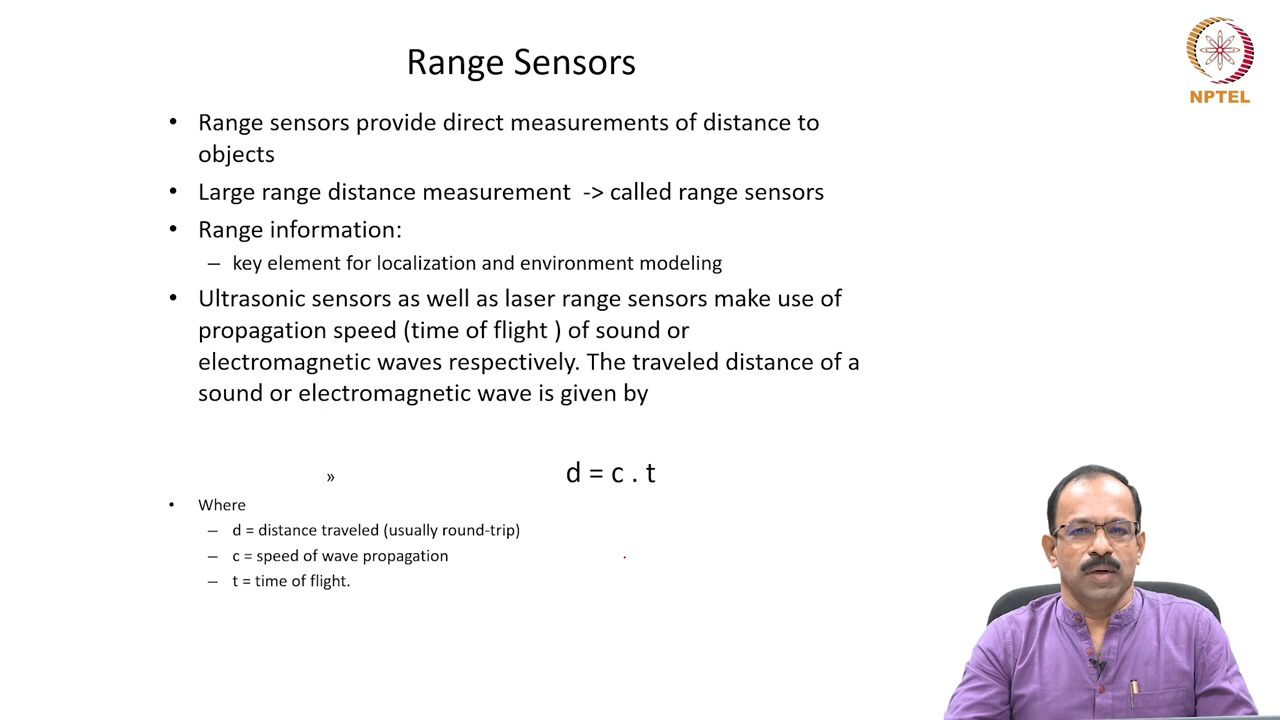 Range Sensors
NPTEL
• Range sensors provide direct measurements of distance to
objects
• Large range distance measurement -> called range sensors
• Range information:
– key element for localization and environment modeling
• Ultrasonic sensors as well as laser range sensors make use of
propagation speed (time of flight ) of sound or
electromagnetic waves respectively. The traveled distance of a
sound or electromagnetic wave is given by
» d = c . t
• Where
– d = distance traveled (usually round-trip)
– c = speed of wave propagation
– t = time of flight.